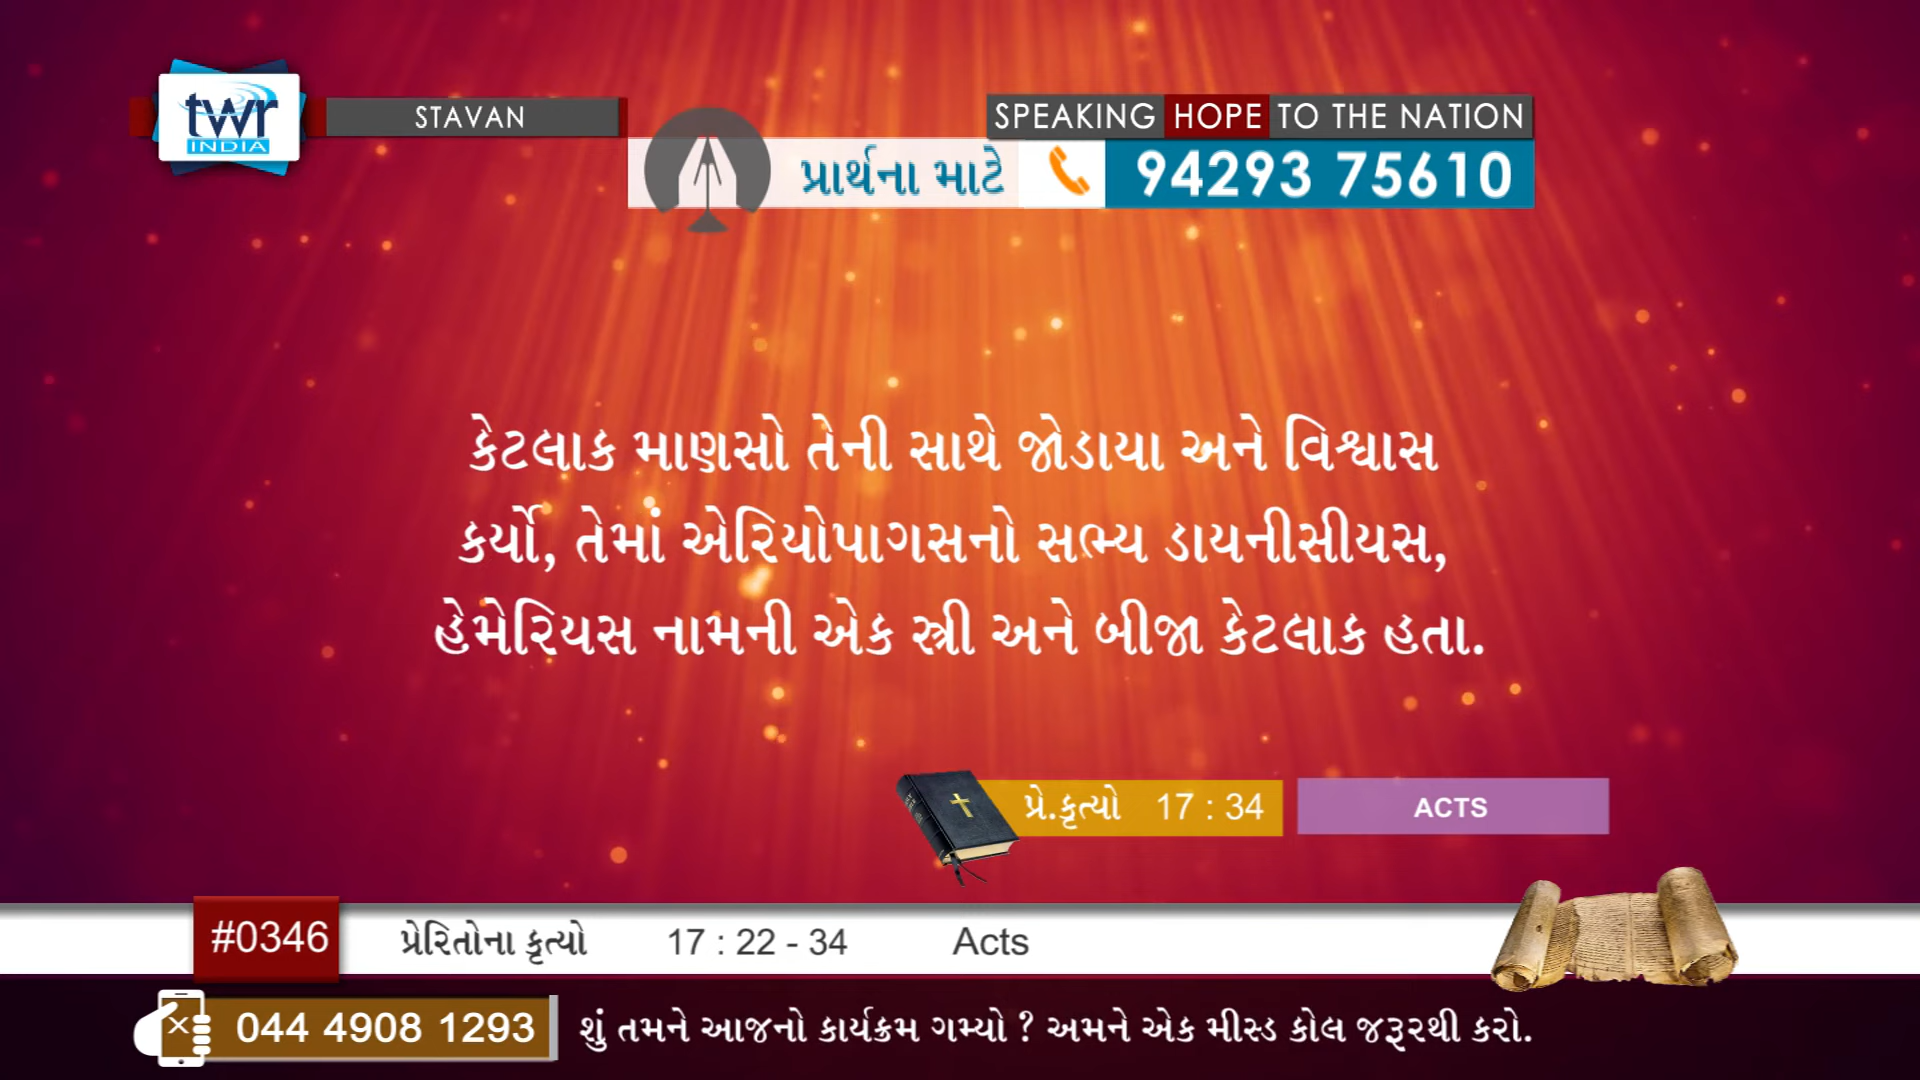 twr
INDIA
STAVAN
SPEAKING HOPE TO THE NATION
પ્રાર્થના માટે 94293 75610
કેટલાક માણસો તેની સાથે જોડાયા અને વિશ્વાસ
કર્યો, તેમાં એરિયોપાગસનો સભ્ય ડાયનીસીયસ,
હેમેરિયસ નામની એક સ્ત્રી અને બીજા કેટલાક હતા.
પ્રે.કૃત્યો 17 : 34 ACTS
#0346 પ્રેરિતોના કૃત્યો 17 : 22 - 34 Acts
044 4908 1293 શું તમને આજનો કાર્યક્રમ ગમ્યો ? અમને એક મીસ્ડ કોલ જરૂરથી કરો.